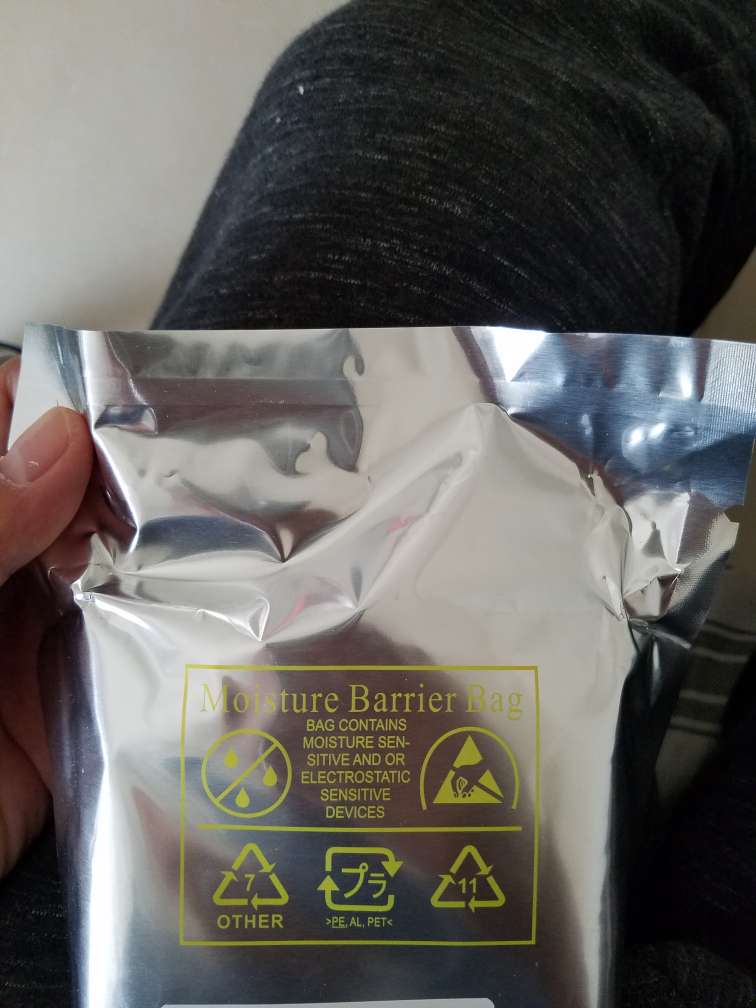 Moisture Barrier Bag
BAG CONTAINS
MOISTURE SEN-
SITIVE AND OR
ELECTROSTATIC
SENSITIVE
DEVICES
7
OTHER
プラ
>PE, AL, PET<
11